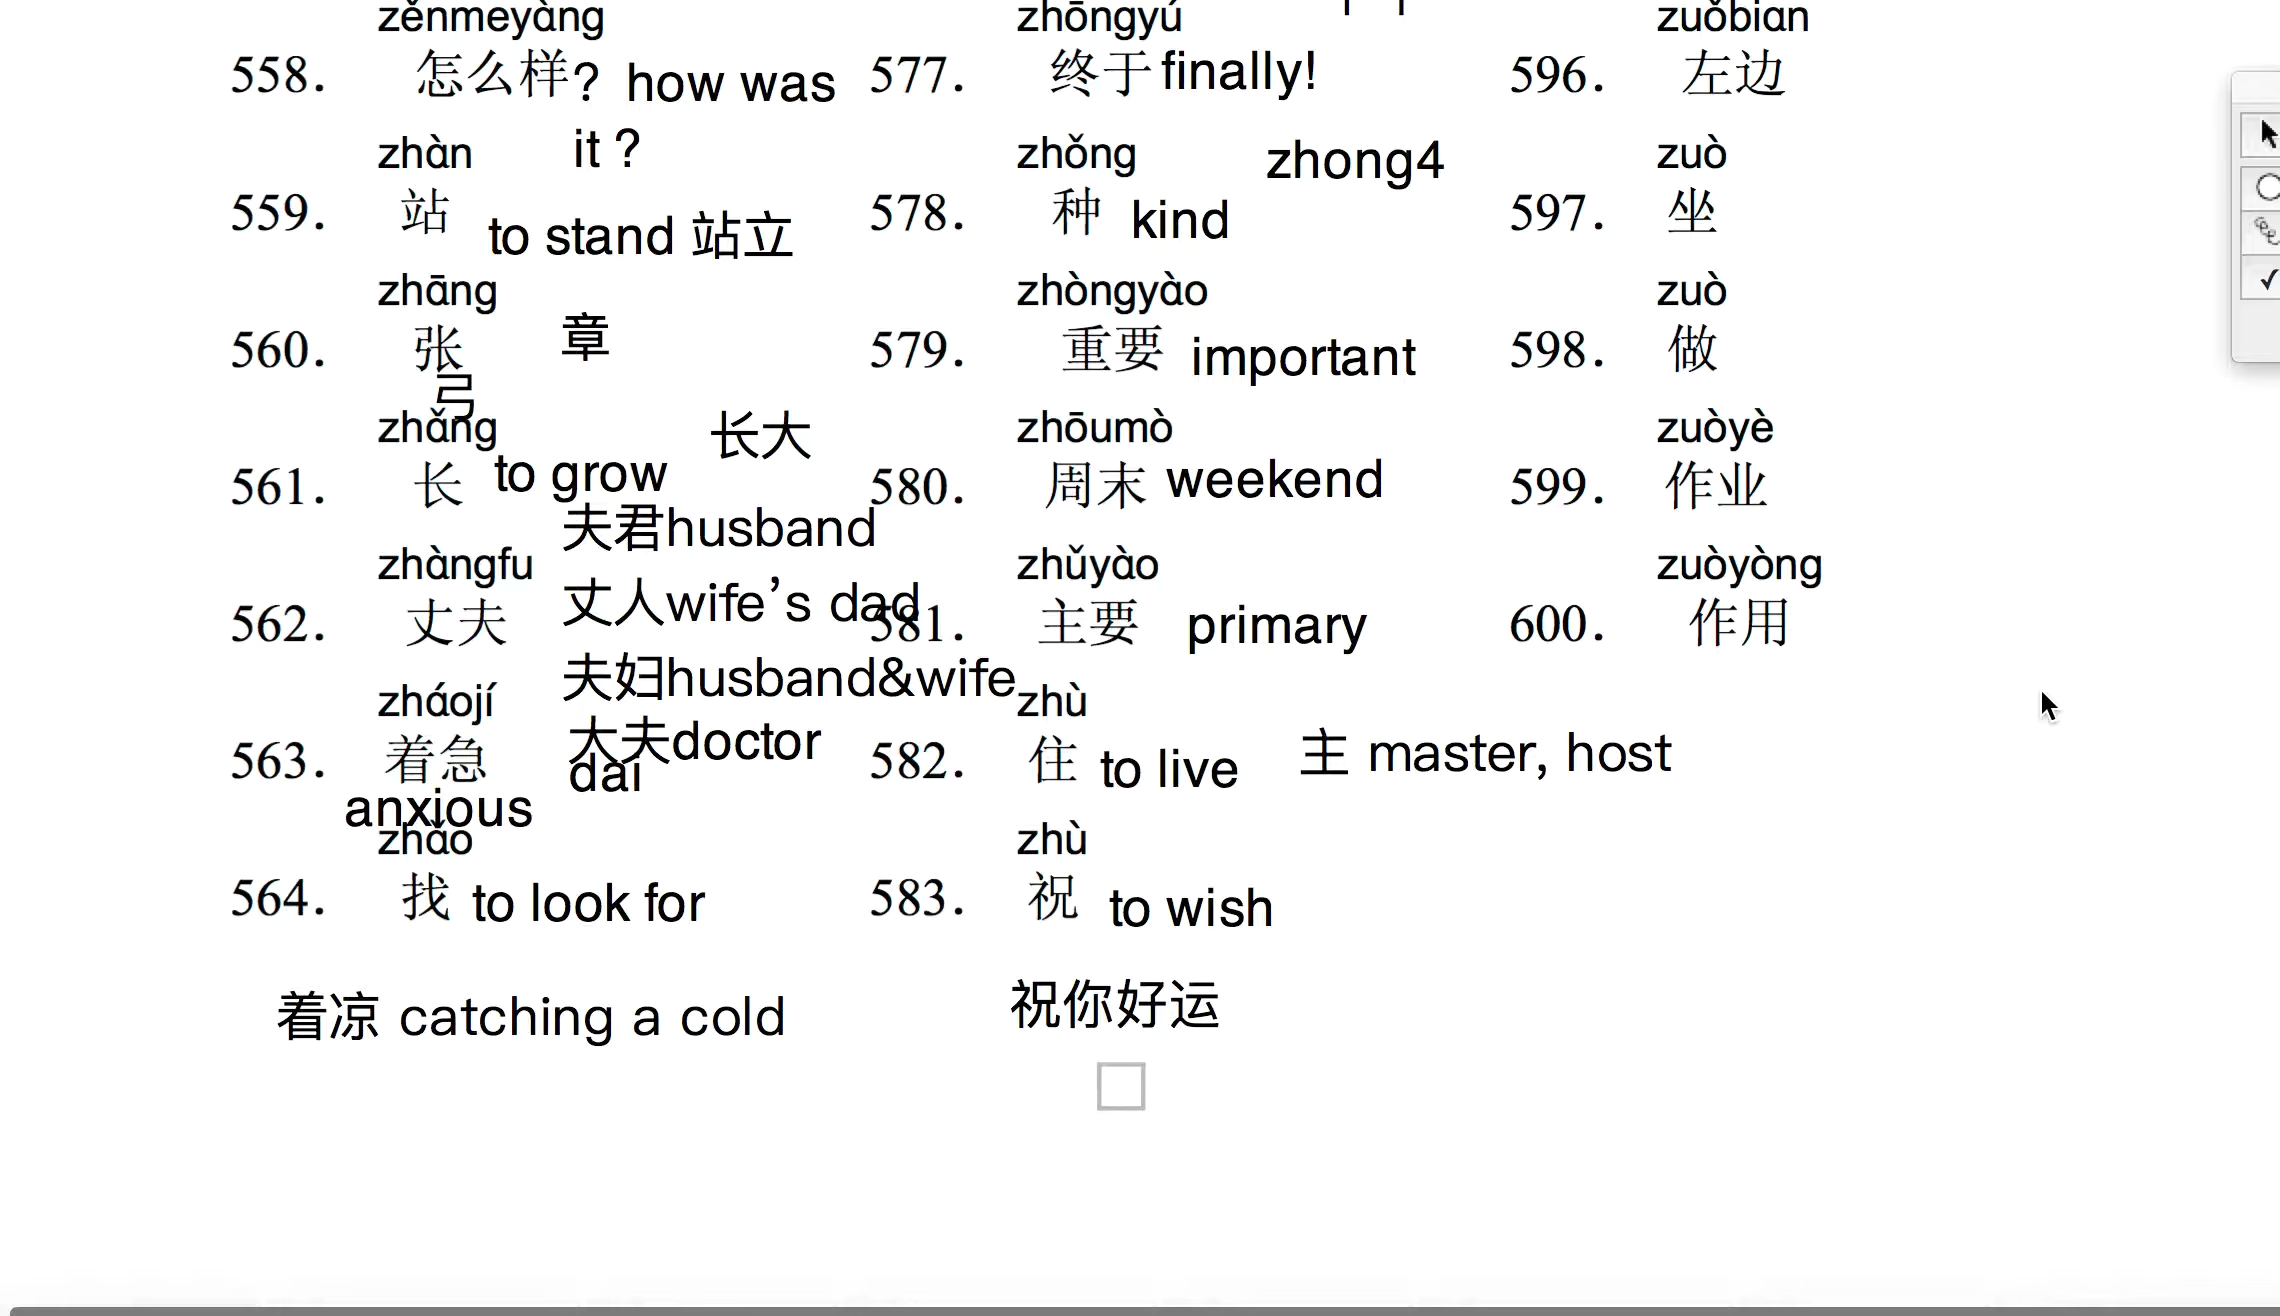 zěnmeyàng
558. 怎么样? how was
it ?
zhàn
559. 站 to stand 站立
zhāng
560. 张 章
弓
zhǎng
长大
561. 长 to grow
夫君husband
zhàngfu
丈人wife's dad
562. 丈夫
夫妇husband&wife
zháojí
大夫doctor
563. 着急 dai
anxious
zhǎo
564. 找 to look for
着凉 catching a cold
zhōngyú
577. 终于 finally!
zhǒng zhong4
578. 种 kind
zhòngyào
579. 重要 important
zhōumò
580. 周末 weekend
zhǔyào
581. 主要 primary
zhù
582. 住 to live 主 master, host
zhù
583. 祝 to wish
祝你好运
zuǒbian
596. 左边
zuò
597. 坐
zuò
598. 做
zuòyè
599. 作业
zuòyòng
600. 作用